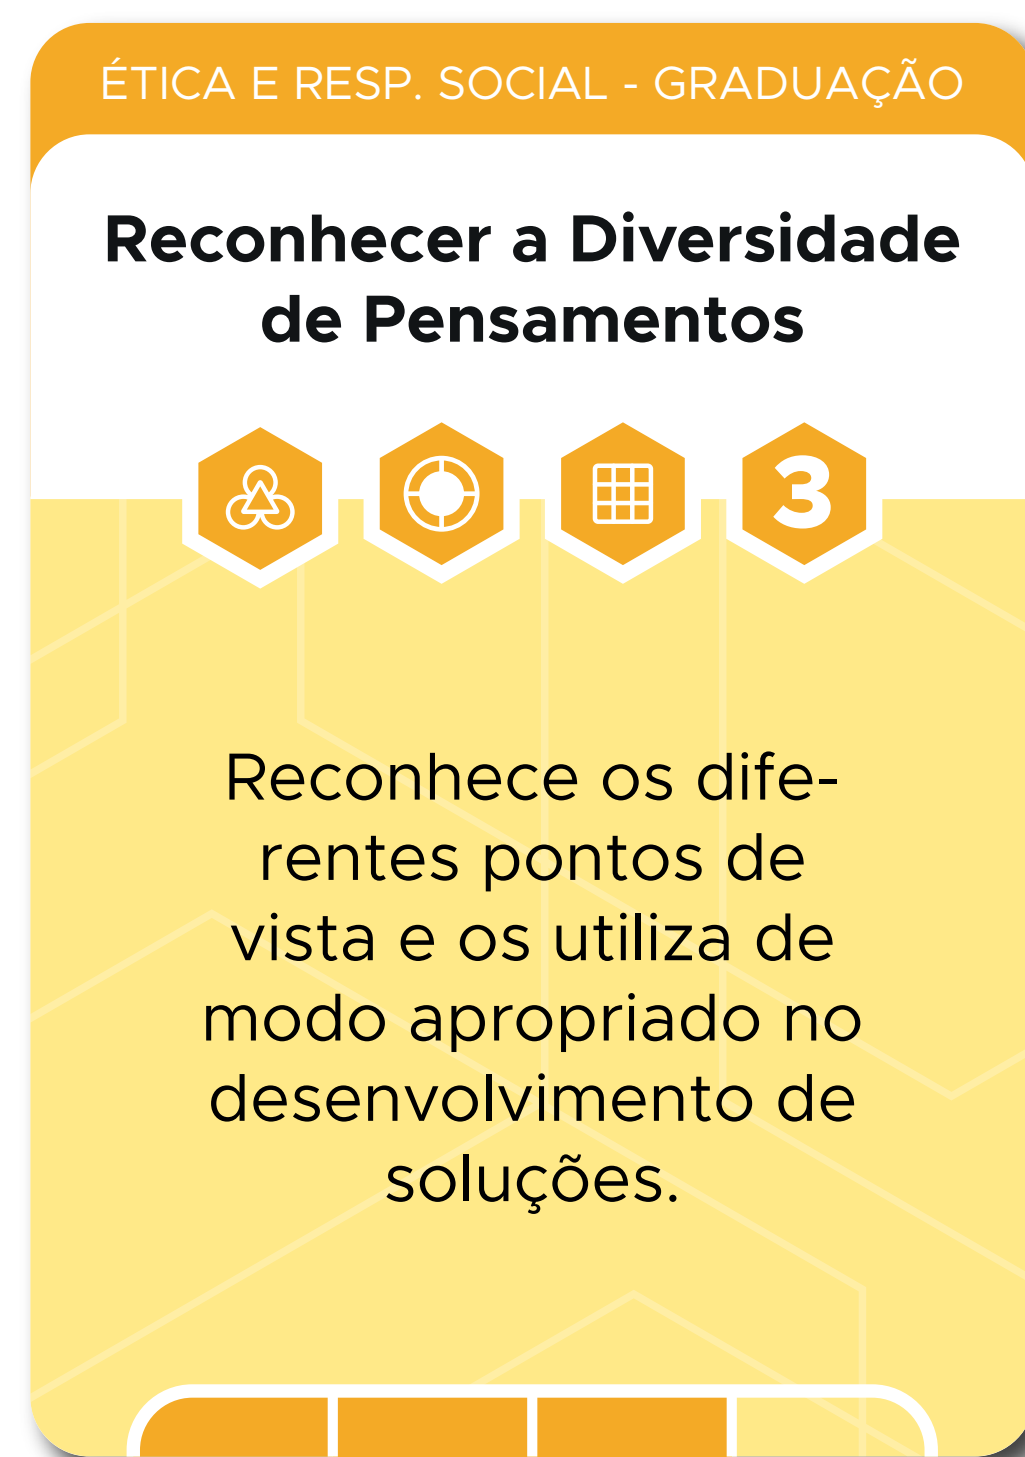 ÉTICA E RESP. SOCIAL - GRADUAÇÃO
Reconhecer a Diversidade
de Pensamentos
3
Reconhece os dife-
rentes pontos de
vista e os utiliza de
modo apropriado no
desenvolvimento de
soluções.